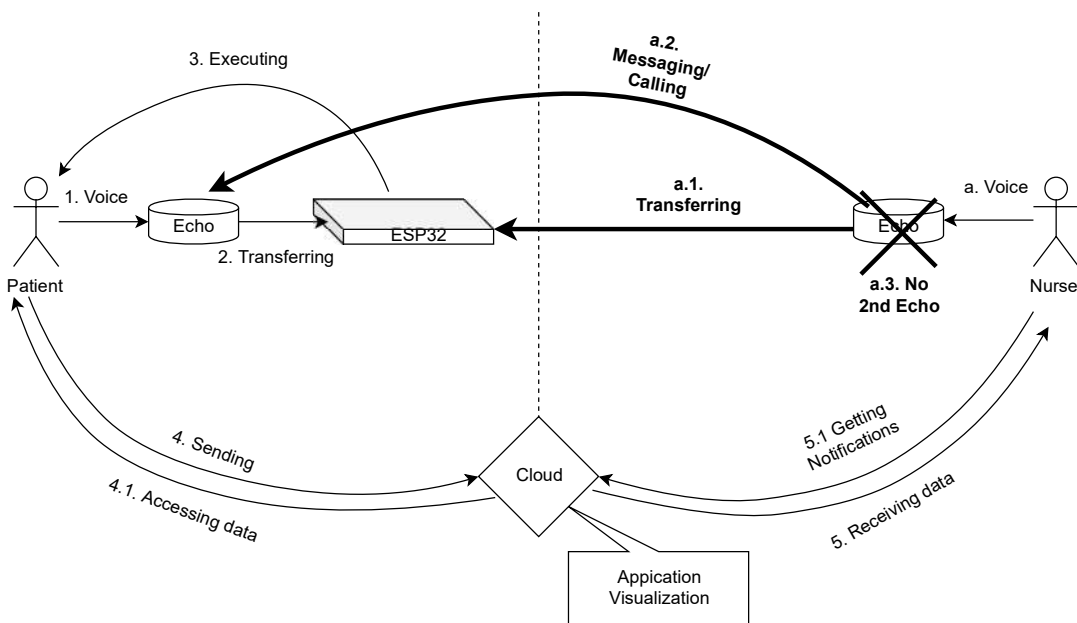 a.2.
Messaging/
Calling
3. Executing
a.1.
Transferring
a. Voice
1. Voice
Echo
ESP32
Echo
2. Transferring
Patient
a.3. No
2nd Echo
Nurse
4. Sending
4.1. Accessing data
Cloud
5.1 Getting
Notifications
5. Receiving data
Appication
Visualization